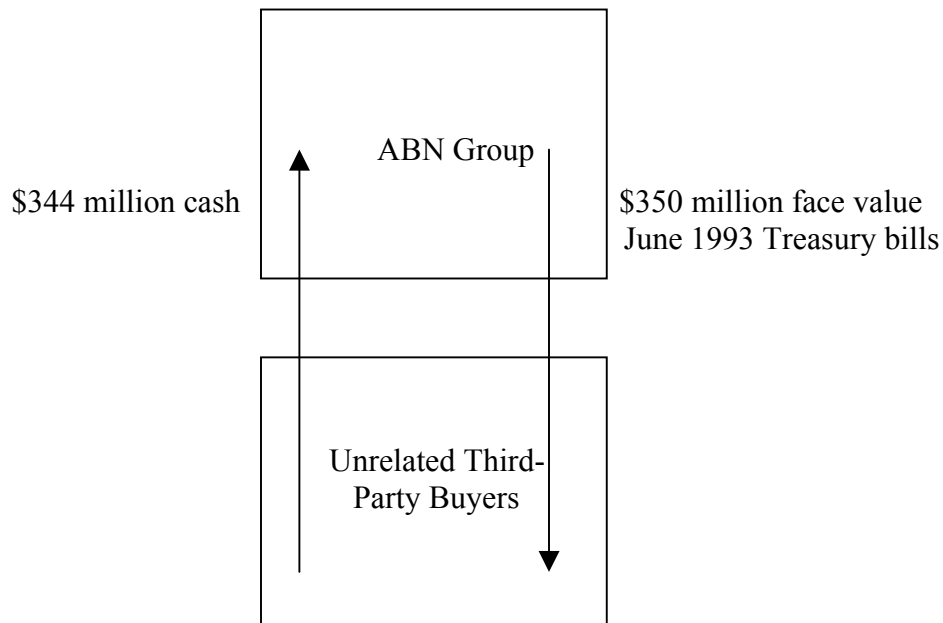 ABN Group
$344 million cash
$350 million face value
June 1993 Treasury bills
Unrelated Third-
Party Buyers